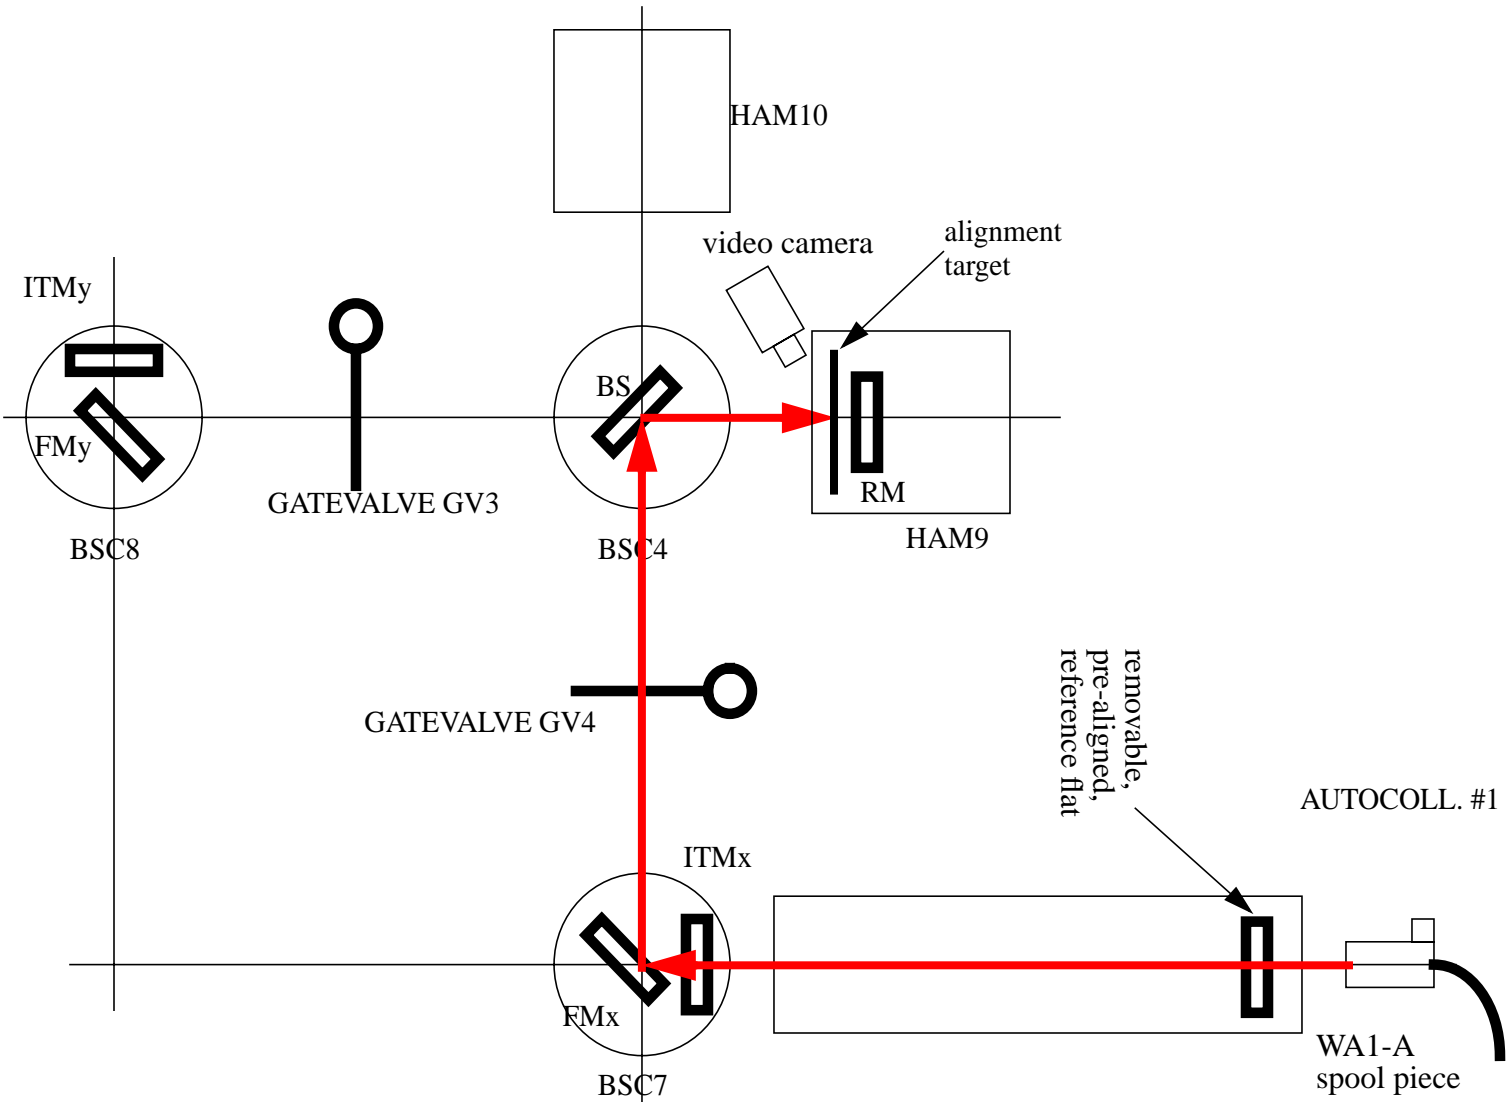 HAM10
video camera
alignment
target
ITMy
BS
FMy
RM
GATEVALVE GV3
HAM9
BSC8
BSC4
removable,
pre-aligned,
reference flat
GATEVALVE GV4
AUTOCOLL. #1
ITMx
FMx
WA1-A
spool piece
BSC7